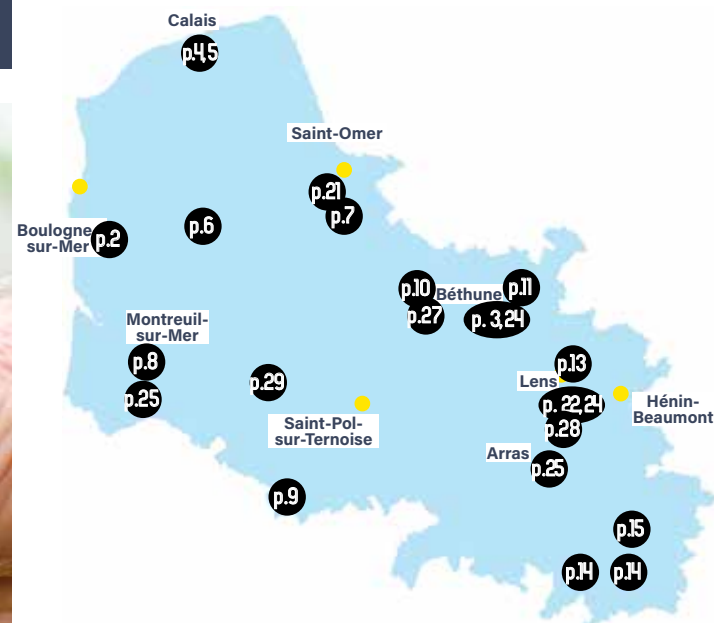 Calais
p.4,5
Saint-Omer
p.21
p.7
p.6
Boulogne
sur-Mer
p.2
p.10
Béthune
p.11
p.27
p. 3,24
Montreuil-
sur-Mer
p.8
p.13
p.29
Lens
p.25
p. 22,24
Hénin-
Beaumont
Saint-Pol-
sur-Ternoise
p.28
Arras
p.25
p.9
p.15
p.14
p.14